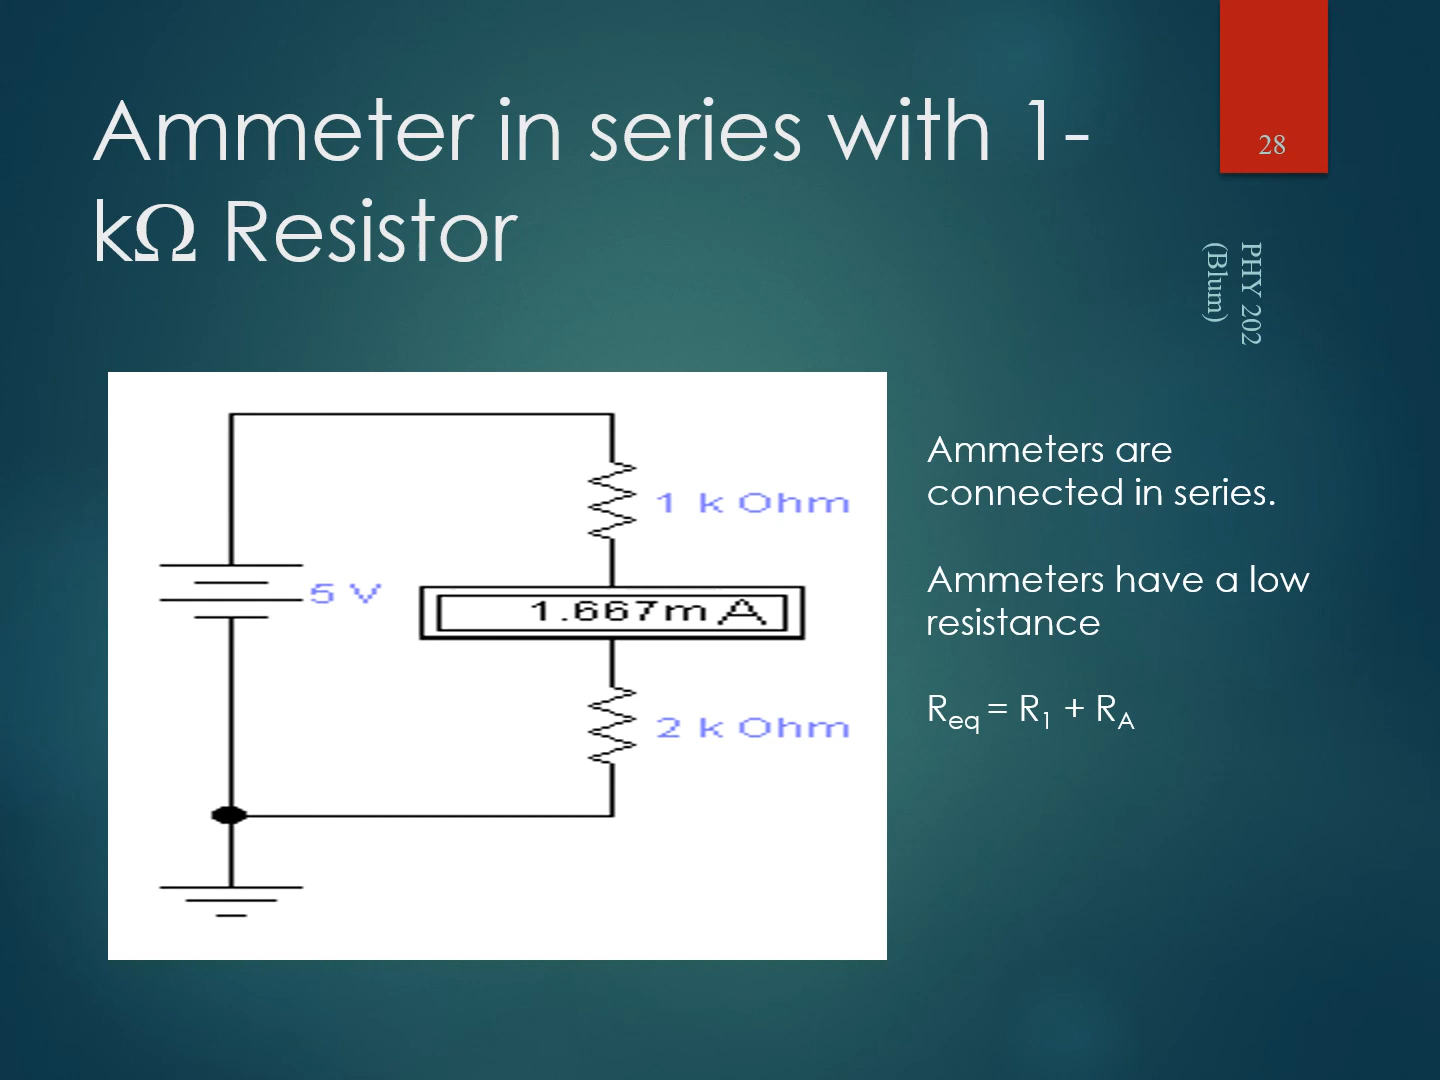 Ammeter in series with 1-
kΩ Resistor
28
PHY 202
(Blum)
1 k Ohm
5 V
1.667m A
2 k Ohm
Ammeters are
connected in series.
Ammeters have a low
resistance
Req = R1 + RA